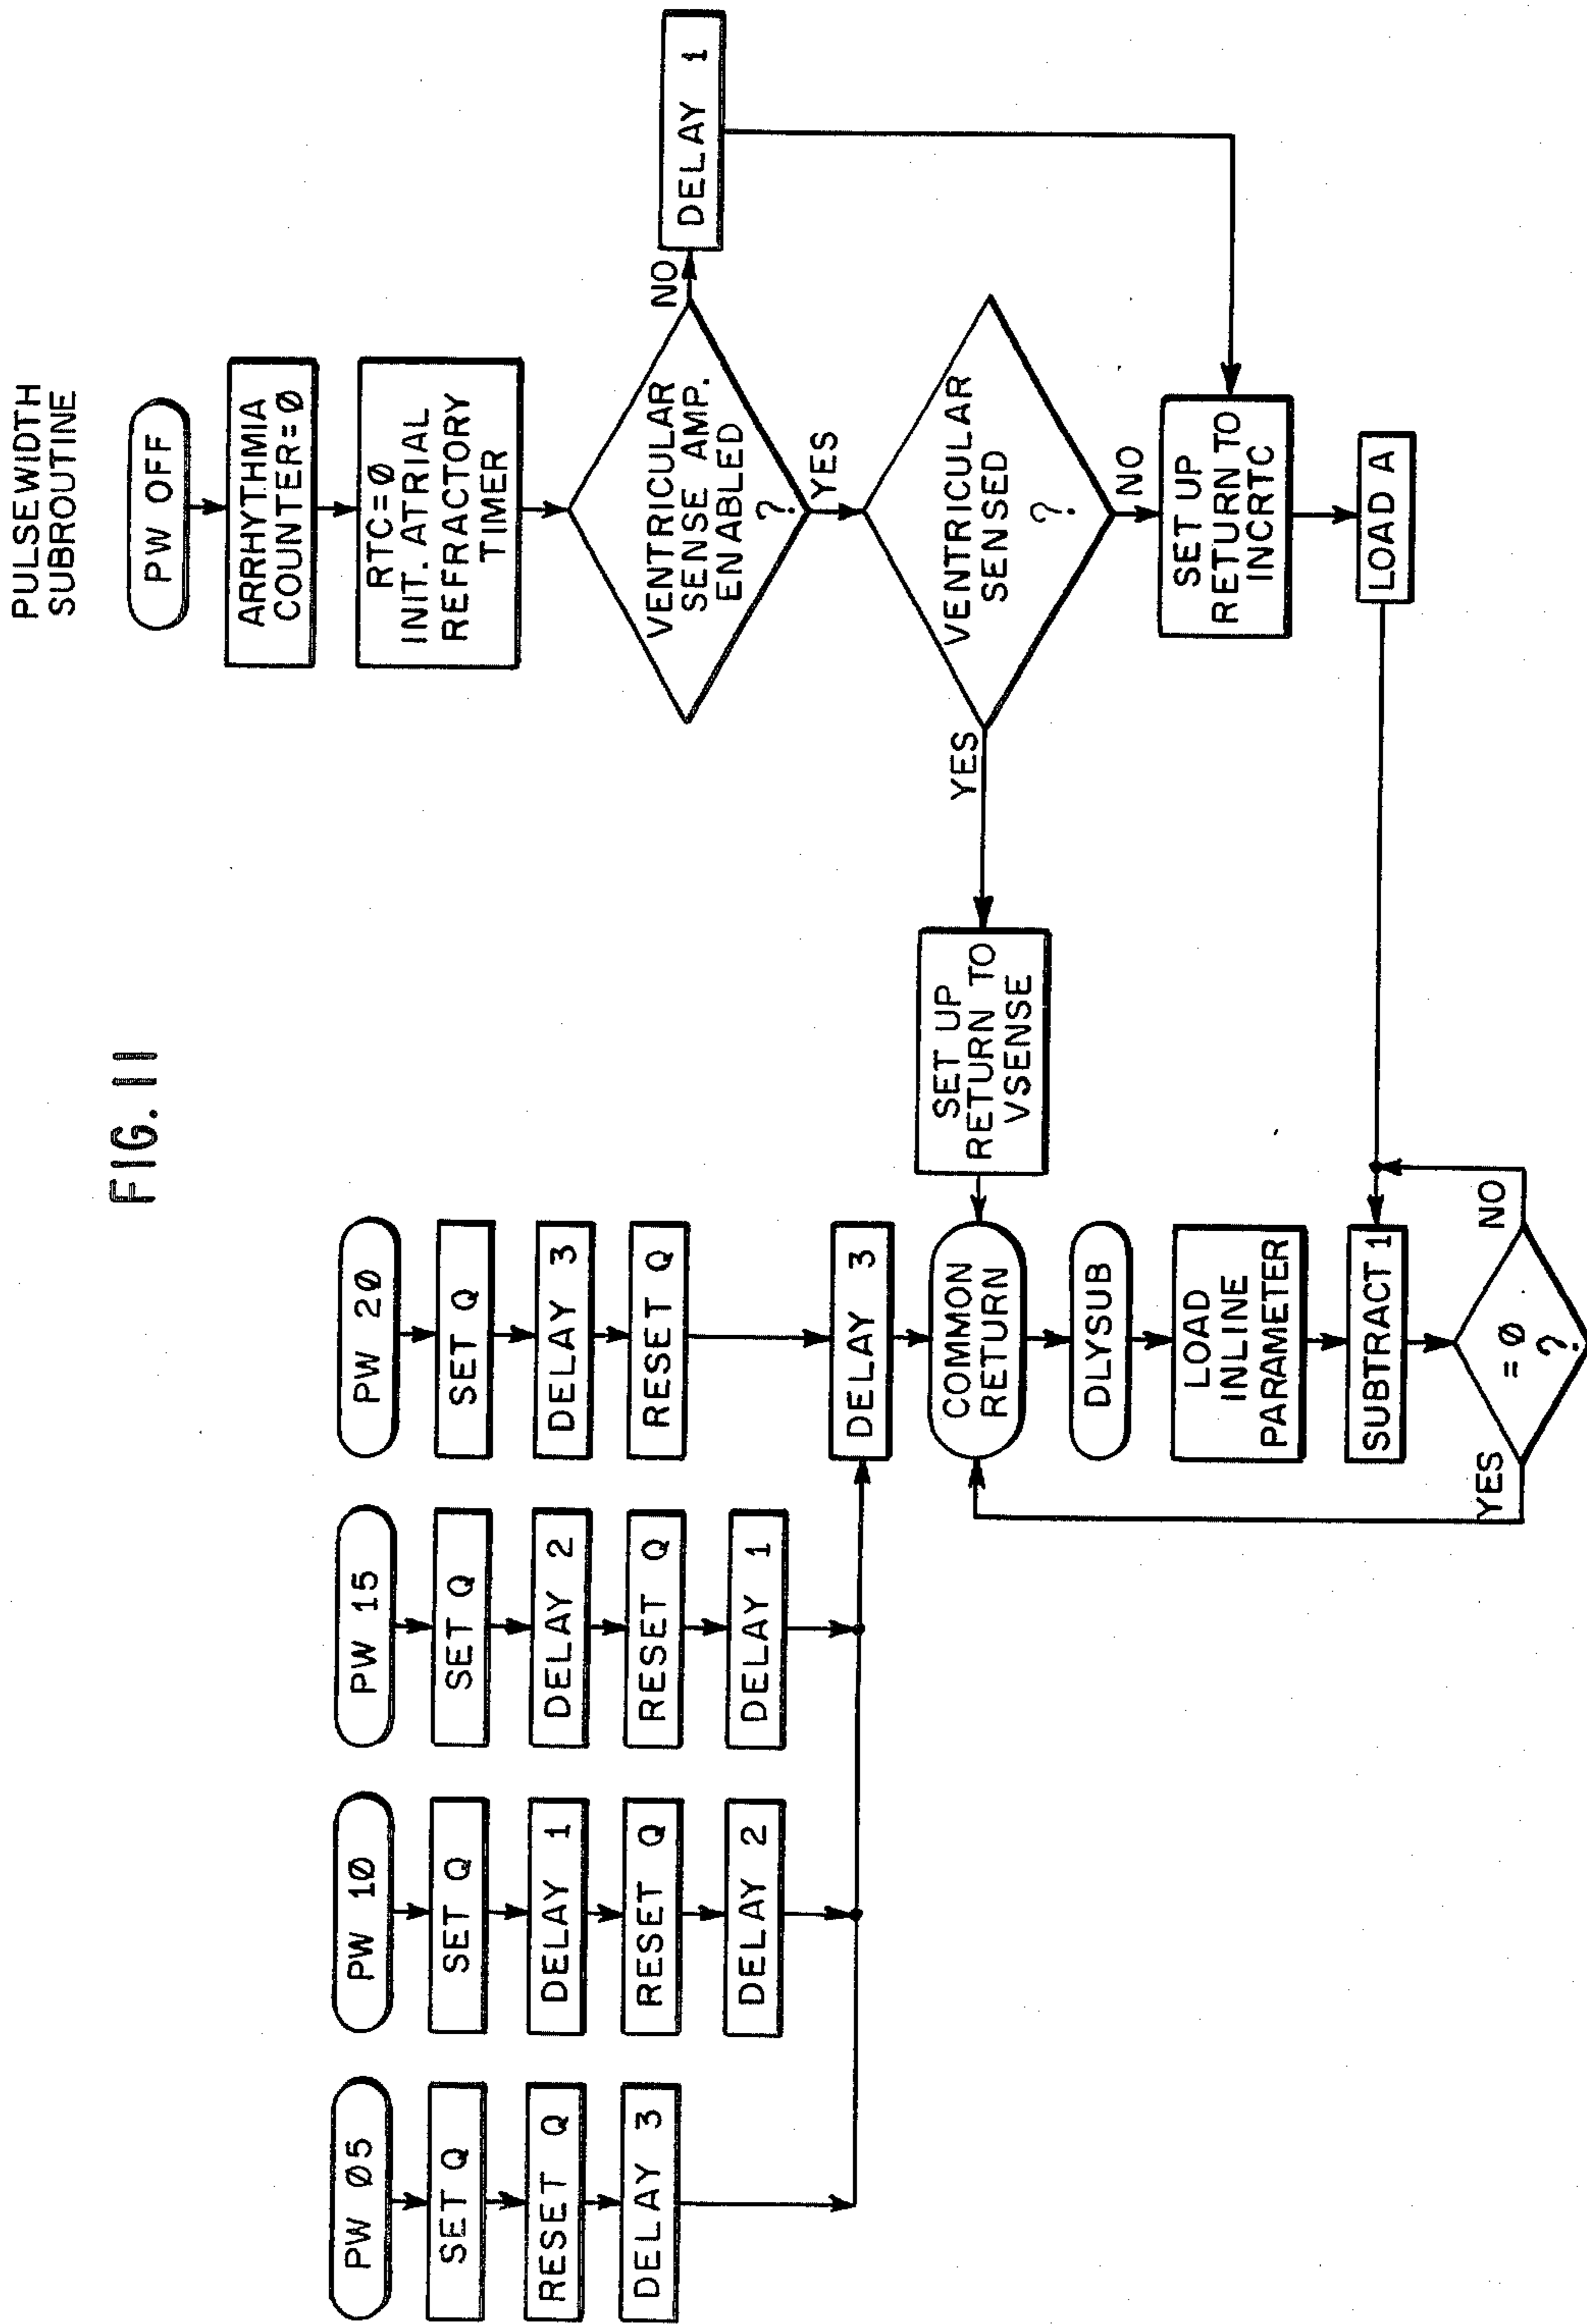 FIG. 11
PULSEWIDTH
SUBROUTINE
PW Ø5
SET Q
RESET Q
DELAY 3
PW 1Ø
SET Q
DELAY 1
RESET Q
DELAY 2
PW 15
SET Q
DELAY 2
RESET Q
DELAY 1
PW 2Ø
SET Q
DELAY 3
RESET Q
DELAY 3
COMMON
RETURN
DLYSUB
LOAD
INLINE
PARAMETER
SUBTRACT 1
= Ø
?
YES
NO
PW OFF
ARRHYTHMIA
COUNTER=Ø
RTC=Ø
INIT. ATRIAL
REFRACTORY
TIMER
VENTRICULAR
SENSE AMP.
ENABLED
?
NO
DELAY 1
YES
VENTRICULAR
SENSED
?
YES
SET UP
RETURN TO
VSENSE
NO
SET UP
RETURN TO
INCRTC
LOAD A